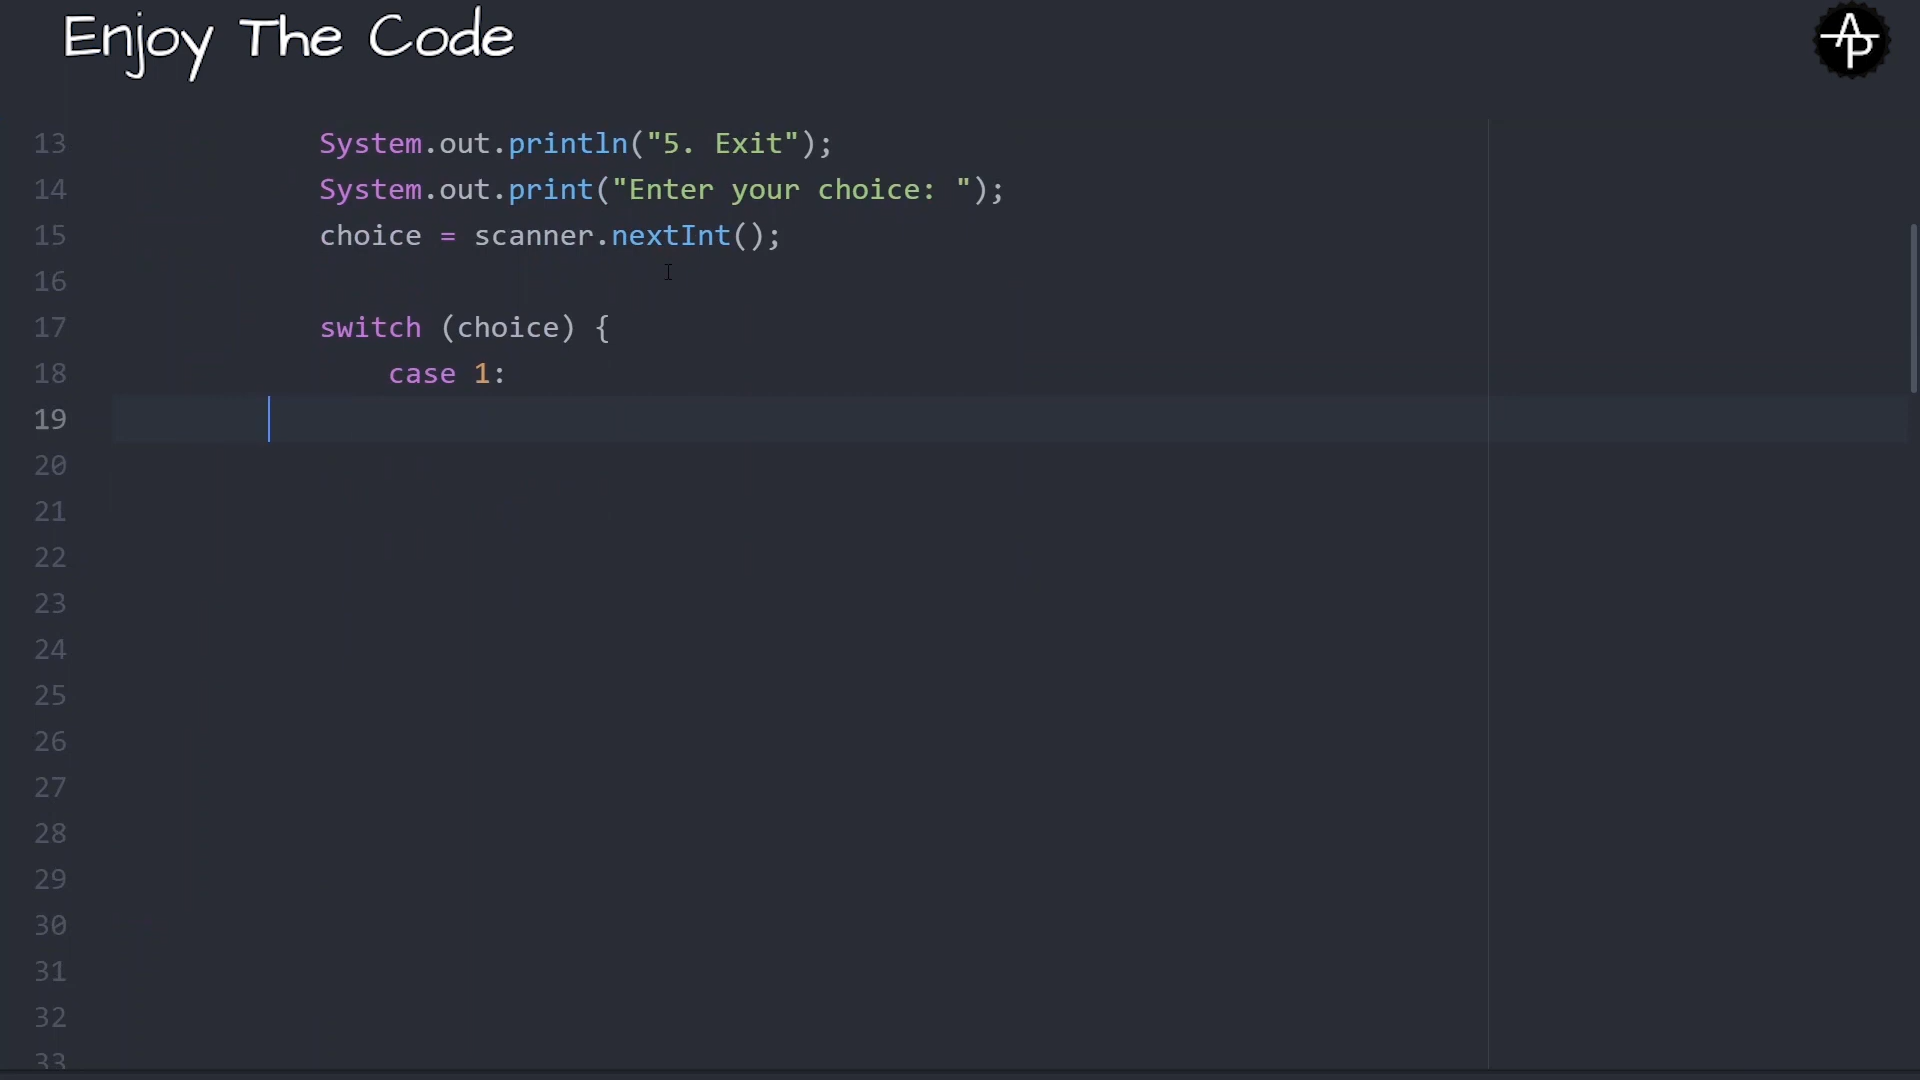 Enjoy The Code
AP
13 System.out.println("5. Exit");
14 System.out.print("Enter your choice: ");
15 choice = scanner.nextInt();
16
17 switch (choice) {
18 case 1:
19
20
21
22
23
24
25
26
27
28
29
30
31
32
33